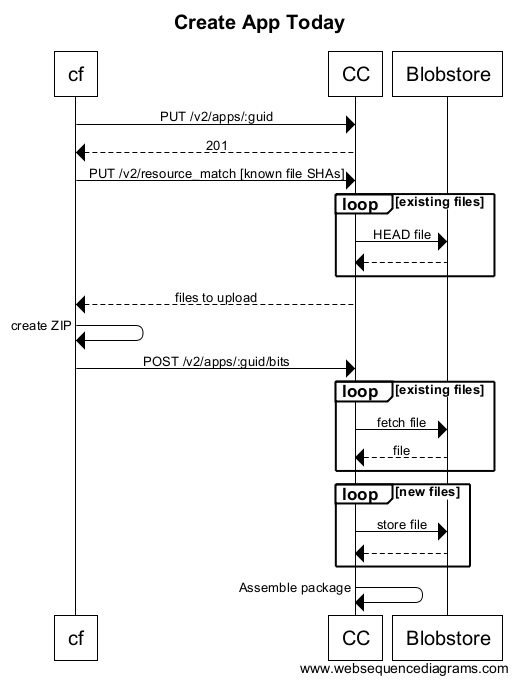 Create App Today
cf CC Blobstore
PUT /v2/apps/:guid
201
PUT /v2/resource_match [known file SHAs]
loop [existing files]
HEAD file
files to upload
create ZIP
POST /v2/apps/:guid/bits
loop [existing files]
fetch file
file
loop [new files]
store file
Assemble package
cf CC Blobstore
www.websequencediagrams.com